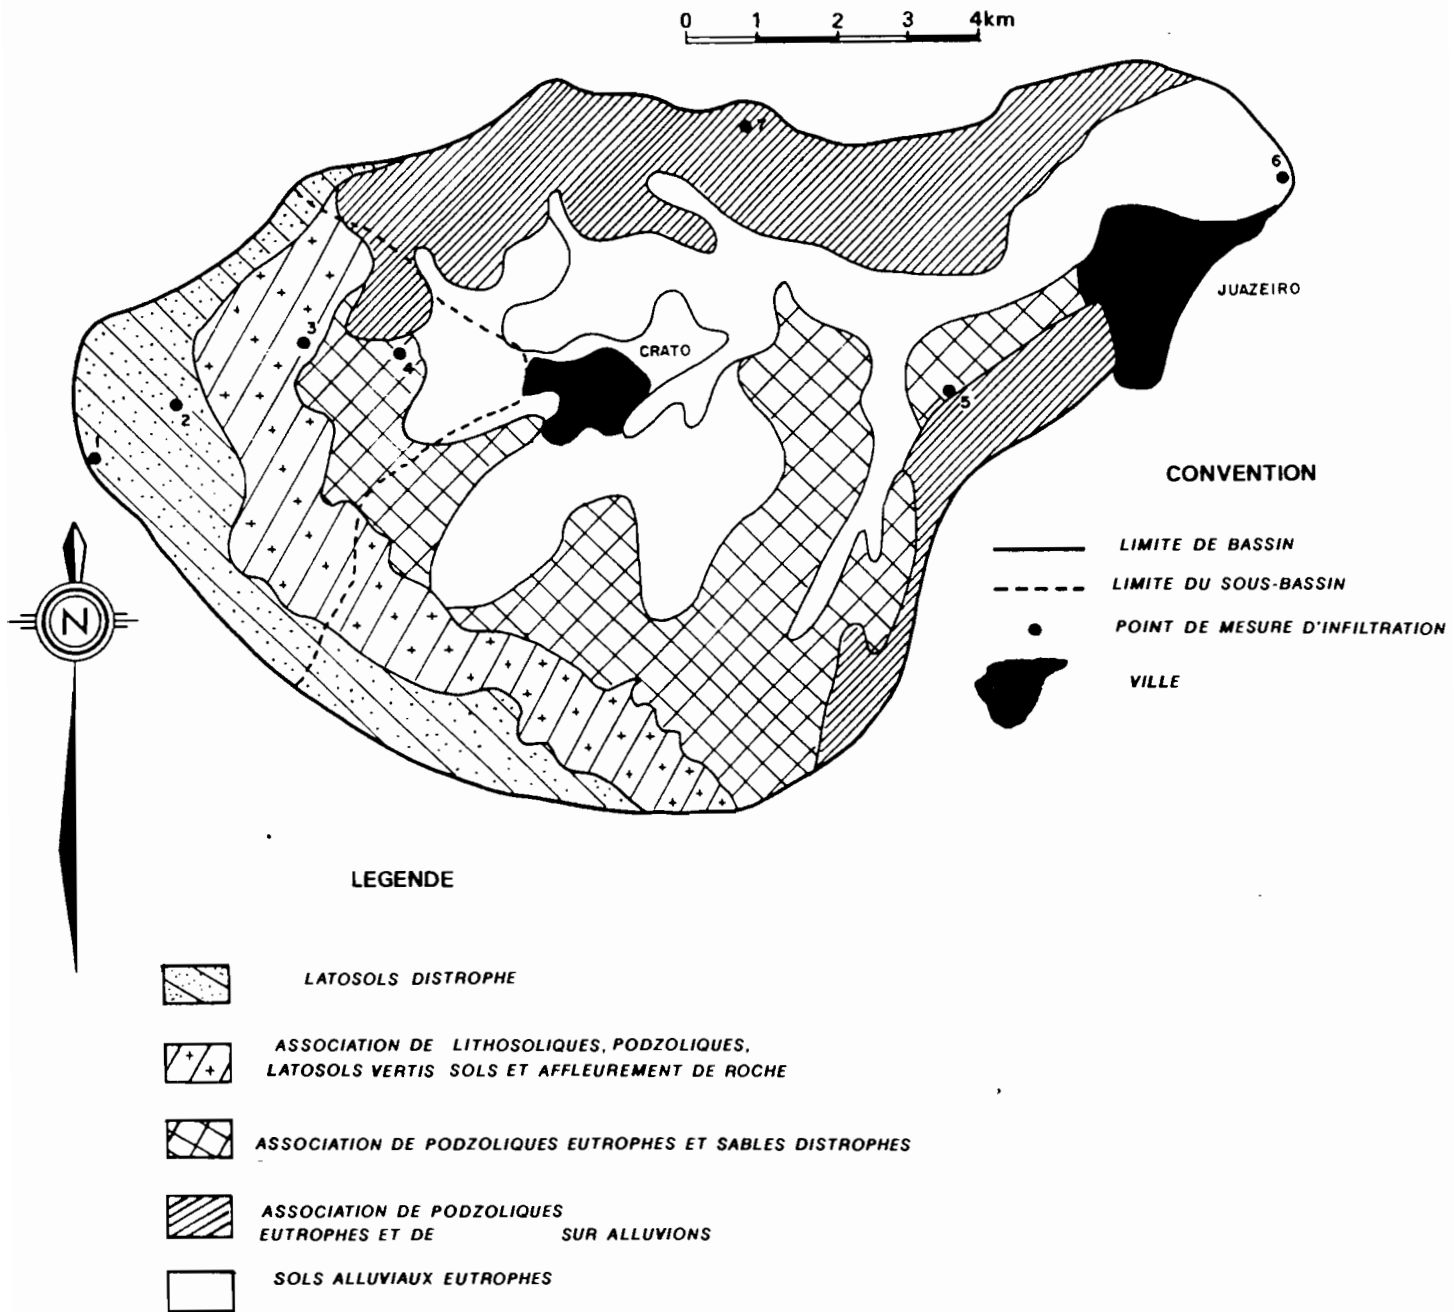 0 1 2 3 4km
7
6
JUAZEIRO
3
CRATO
4
2
5
1
CONVENTION
LIMITE DE BASSIN
LIMITE DU SOUS-BASSIN
POINT DE MESURE D'INFILTRATION
VILLE
N
LEGENDE
LATOSOLS DISTROPHE
ASSOCIATION DE LITHOSOLIQUES, PODZOLIQUES,
LATOSOLS VERTIS SOLS ET AFFLEUREMENT DE ROCHE
ASSOCIATION DE PODZOLIQUES EUTROPHES ET SABLES DISTROPHES
ASSOCIATION DE PODZOLIQUES
EUTROPHES ET DE SUR ALLUVIONS
SOLS ALLUVIAUX EUTROPHES